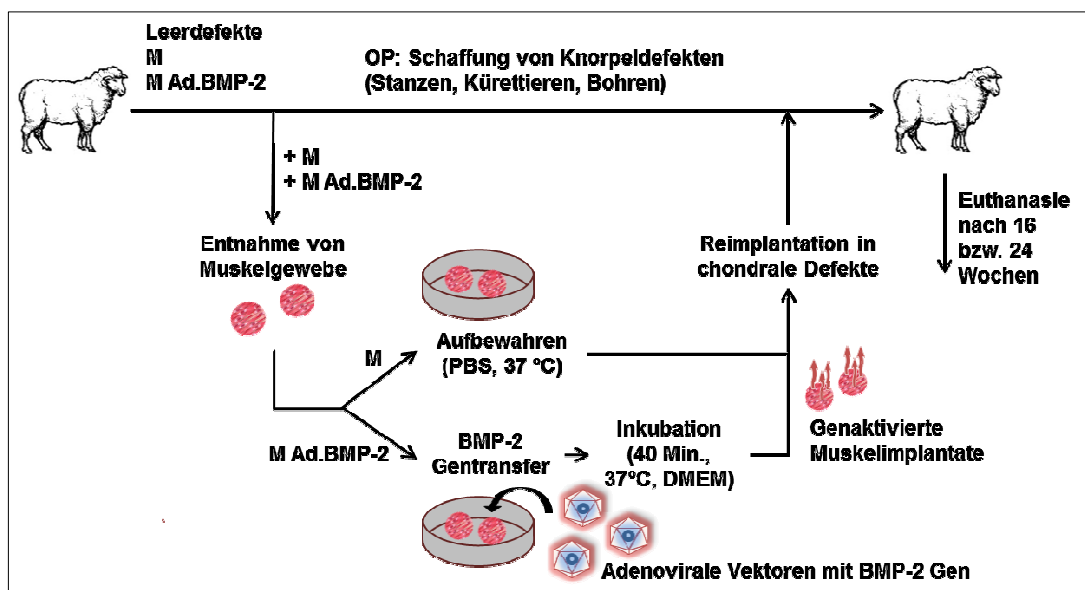 Leerdefekte
M
M Ad.BMP-2
OP: Schaffung von Knorpeldefekten
(Stanzen, Kürettieren, Bohren)
+ M
+ M Ad.BMP-2
Entnahme von
Muskelgewebe
Reimplantation in
chondrale Defekte
Euthanasie
nach 16
bzw. 24
Wochen
M
Aufbewahren
(PBS, 37 ºC)
M Ad.BMP-2
BMP-2
Gentransfer
Inkubation
(40 Min.,
37ºC, DMEM)
Genaktivierte
Muskelimplantate
Adenovirale Vektoren mit BMP-2 Gen